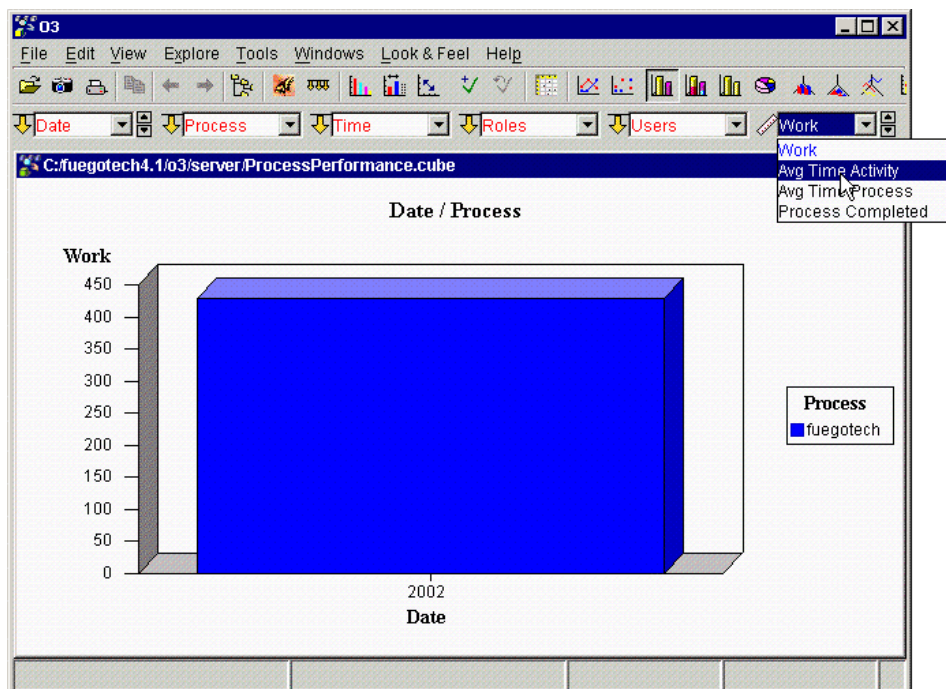 O3
File Edit View Explore Tools Windows Look & Feel Help
Date Process Time Roles Users Work
Work
Avg Time Activity
Avg Time Process
Process Completed
C:/fuegotech4.1/o3/server/ProcessPerformance.cube
Date / Process
Work
450
400
350
300
250
200
150
100
50
0
2002
Date
Process
fuegotech